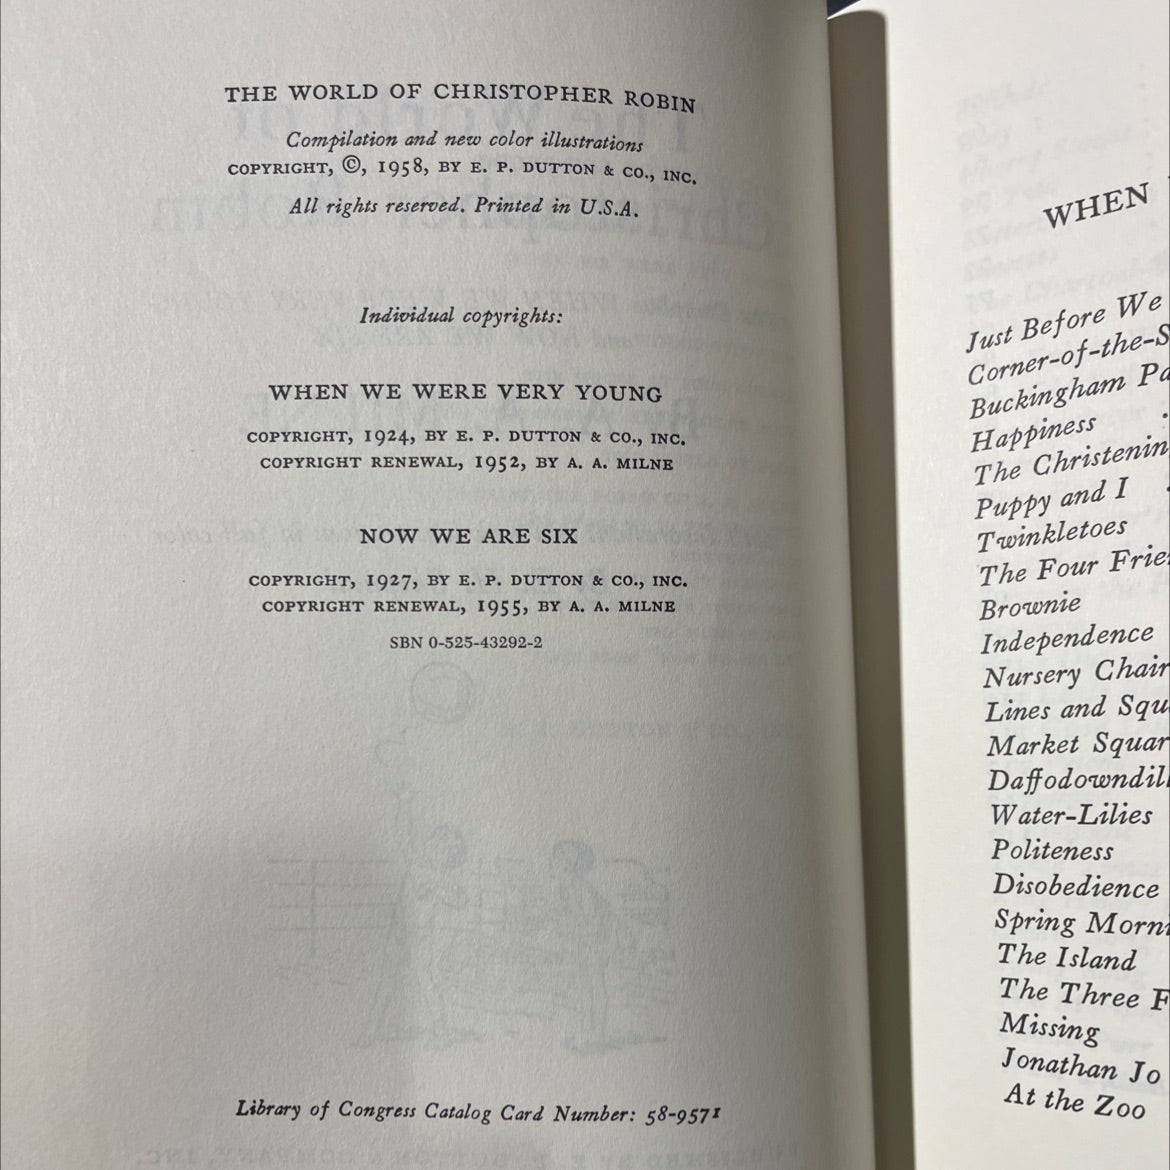 THE WORLD OF CHRISTOPHER ROBIN
Compilation and new color illustrations
COPYRIGHT, ©, 1958, BY E. P. DUTTON & CO., INC.
All rights reserved. Printed in U.S.A.
Individual copyrights:
WHEN WE WERE VERY YOUNG
COPYRIGHT, 1924, BY E. P. DUTTON & CO., INC.
COPYRIGHT RENEWAL, 1952, BY A. A. MILNE
NOW WE ARE SIX
COPYRIGHT, 1927, BY E. P. DUTTON & CO., INC.
COPYRIGHT RENEWAL, 1955, BY A. A. MILNE
SBN 0-525-43292-2
Library of Congress Catalog Card Number: 58-9571
WHEN
Just Before We
Corner-of-the-S
Buckingham Pa
Happiness
The Christenin
Puppy and I
Twinkletoes
The Four Frie
Brownie
Independence
Nursery Chair
Lines and Squ
Market Squar
Daffodowndill
Water-Lilies
Politeness
Disobedience
Spring Morni
The Island
The Three F
Missing
Jonathan Jo
At the Zoo